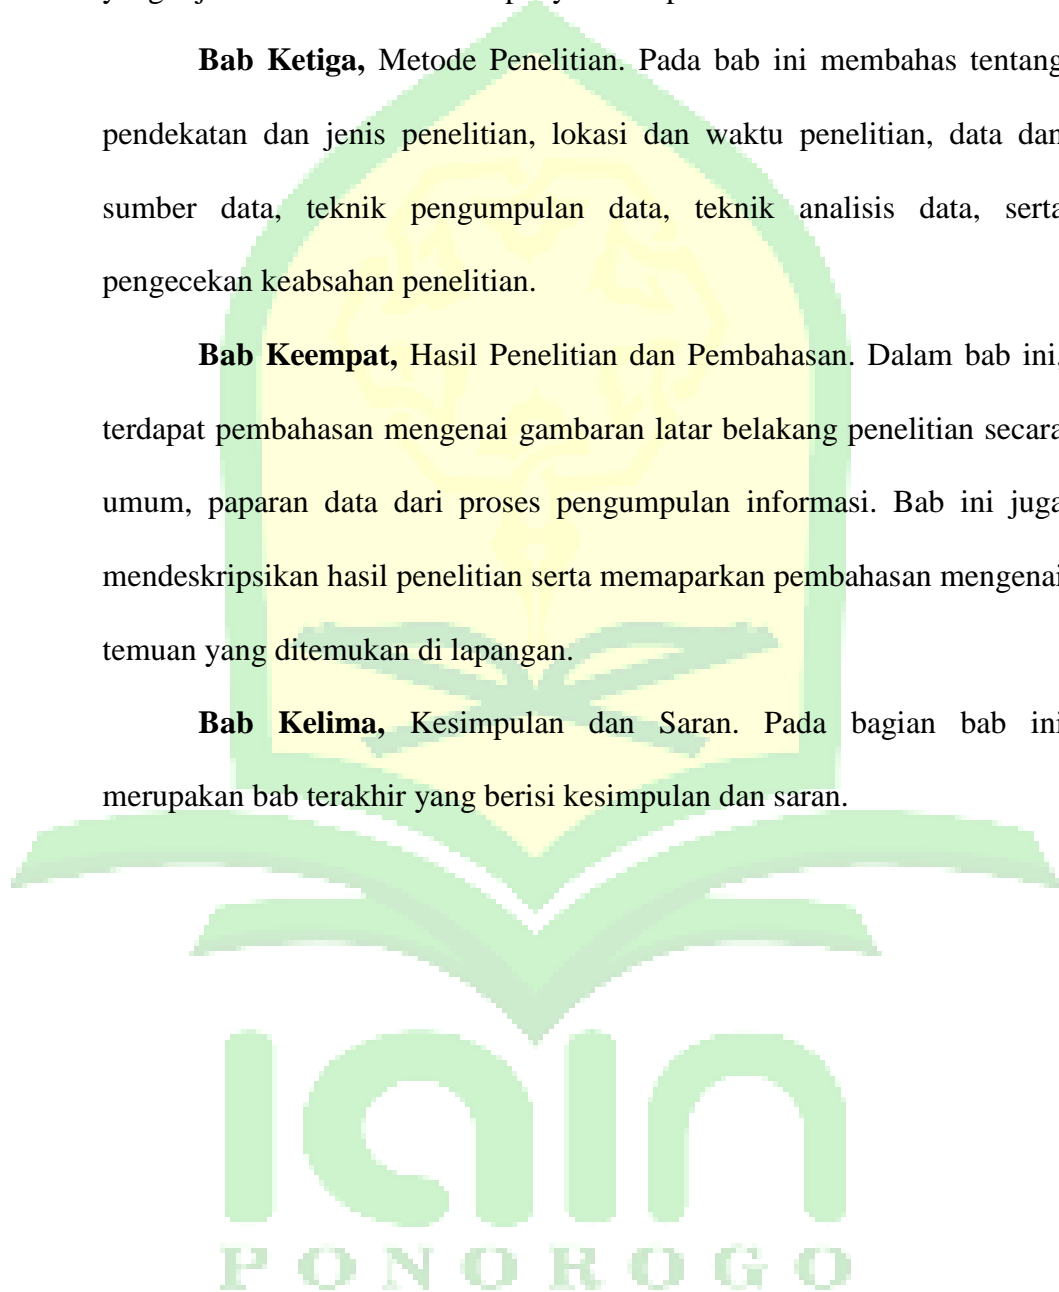 Bab Ketiga, Metode Penelitian. Pada bab ini membahas tentang
pendekatan dan jenis penelitian, lokasi dan waktu penelitian, data dan
sumber data, teknik pengumpulan data, teknik analisis data, serta
pengecekan keabsahan penelitian.
Bab Keempat, Hasil Penelitian dan Pembahasan. Dalam bab ini,
terdapat pembahasan mengenai gambaran latar belakang penelitian secara
umum, paparan data dari proses pengumpulan informasi. Bab ini juga
mendeskripsikan hasil penelitian serta memaparkan pembahasan mengenai
temuan yang ditemukan di lapangan.
Bab Kelima, Kesimpulan dan Saran. Pada bagian bab ini
merupakan bab terakhir yang berisi kesimpulan dan saran.
iain
PONOROGO